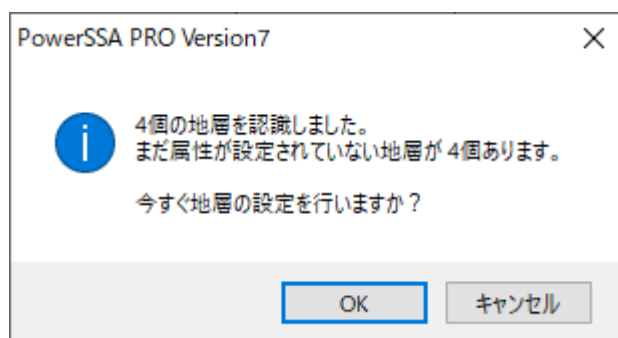 PowerSSA PRO Version7
4個の地層を認識しました。
まだ属性が設定されていない地層が 4個あります。
今すぐ地層の設定を行いますか？
OK
キャンセル